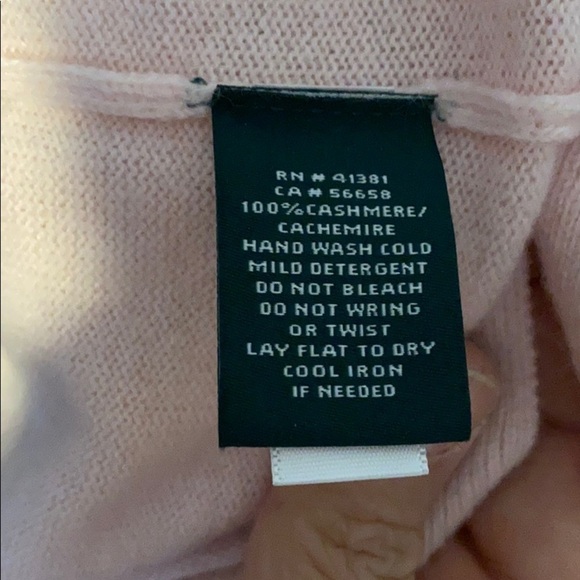 RN # 41381
CA # 56658
100%CASHMERE/
CACHEMIRE
HAND WASH COLD
MILD DETERGENT
DO NOT BLEACH
DO NOT WRING
OR TWIST
LAY FLAT TO DRY
COOL IRON
IF NEEDED